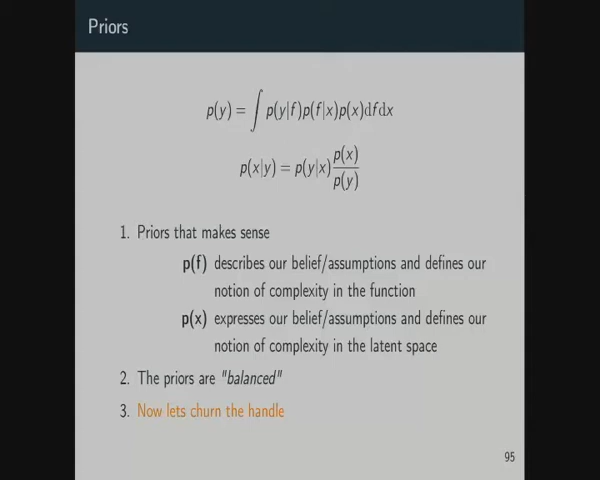 Priors
p(y) = ∫ p(y|f)p(f|x)p(x)dfdx
p(x|y) = p(y|x) p(x)/p(y)
1. Priors that makes sense
p(f) describes our belief/assumptions and defines our
notion of complexity in the function
p(x) expresses our belief/assumptions and defines our
notion of complexity in the latent space
2. The priors are "balanced"
3. Now lets churn the handle
95